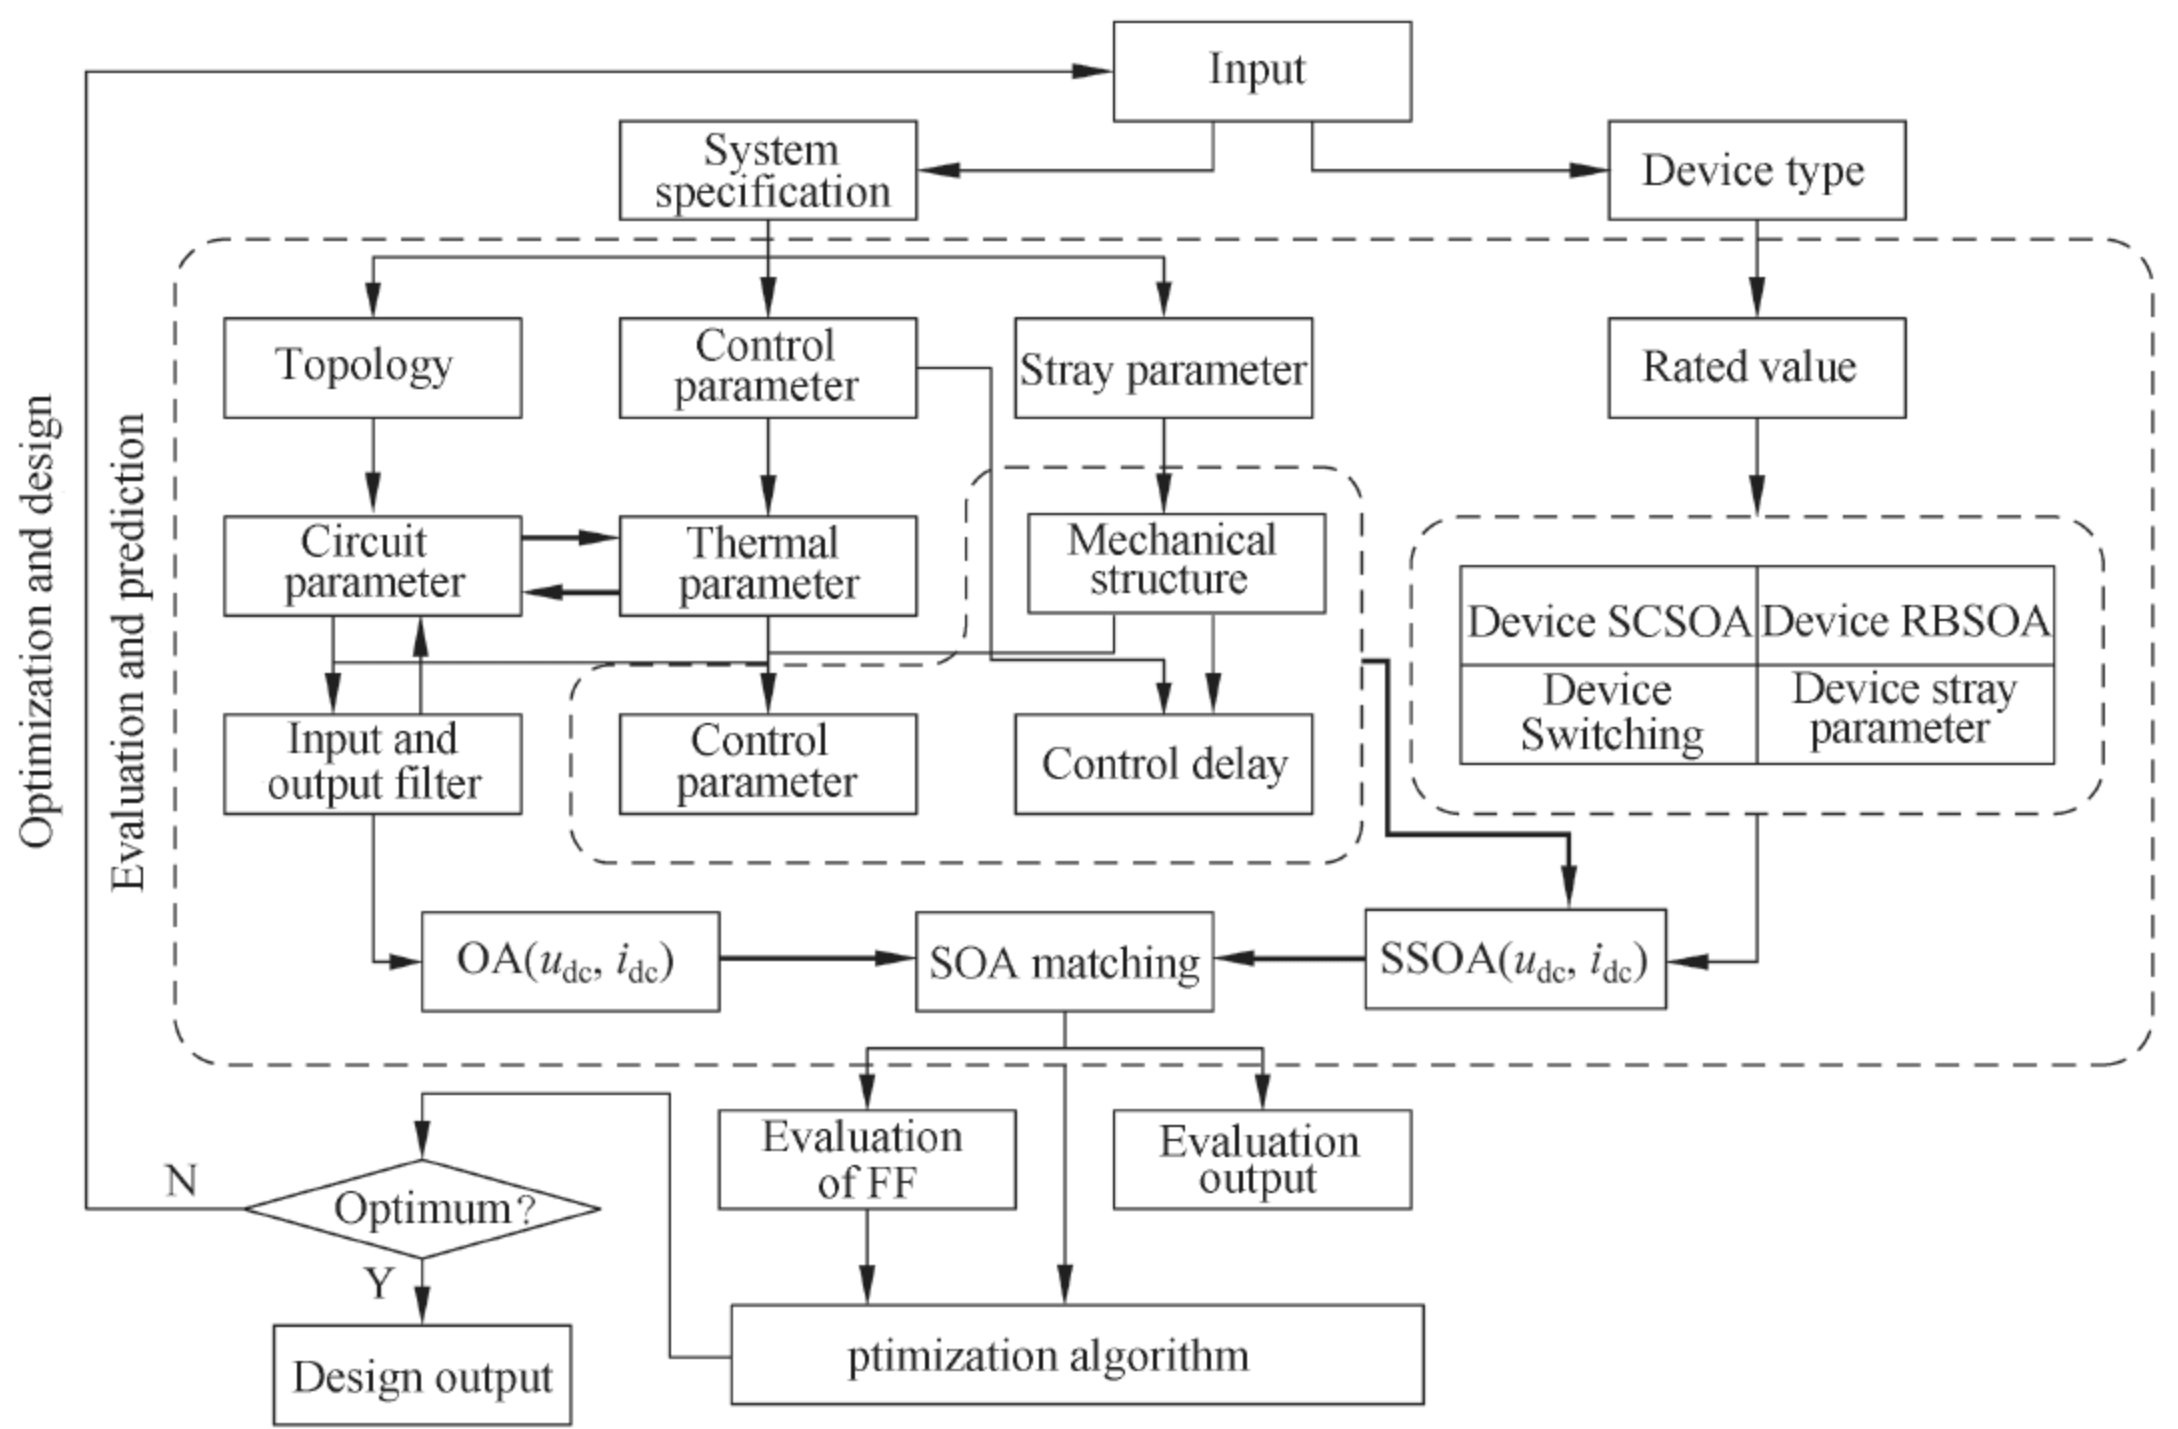 Input
System
specification
Device type
Topology
Control
parameter
Stray parameter
Rated value
Circuit
parameter
Thermal
parameter
Mechanical
structure
Device SCSOA
Device RBSOA
Device
Switching
Device stray
parameter
Input and
output filter
Control
parameter
Control delay
OA(udc, idc)
SOA matching
SSOA(udc, idc)
Evaluation
of FF
Evaluation
output
N
Optimum?
Y
Design output
ptimization algorithm
Optimization and design
Evaluation and prediction